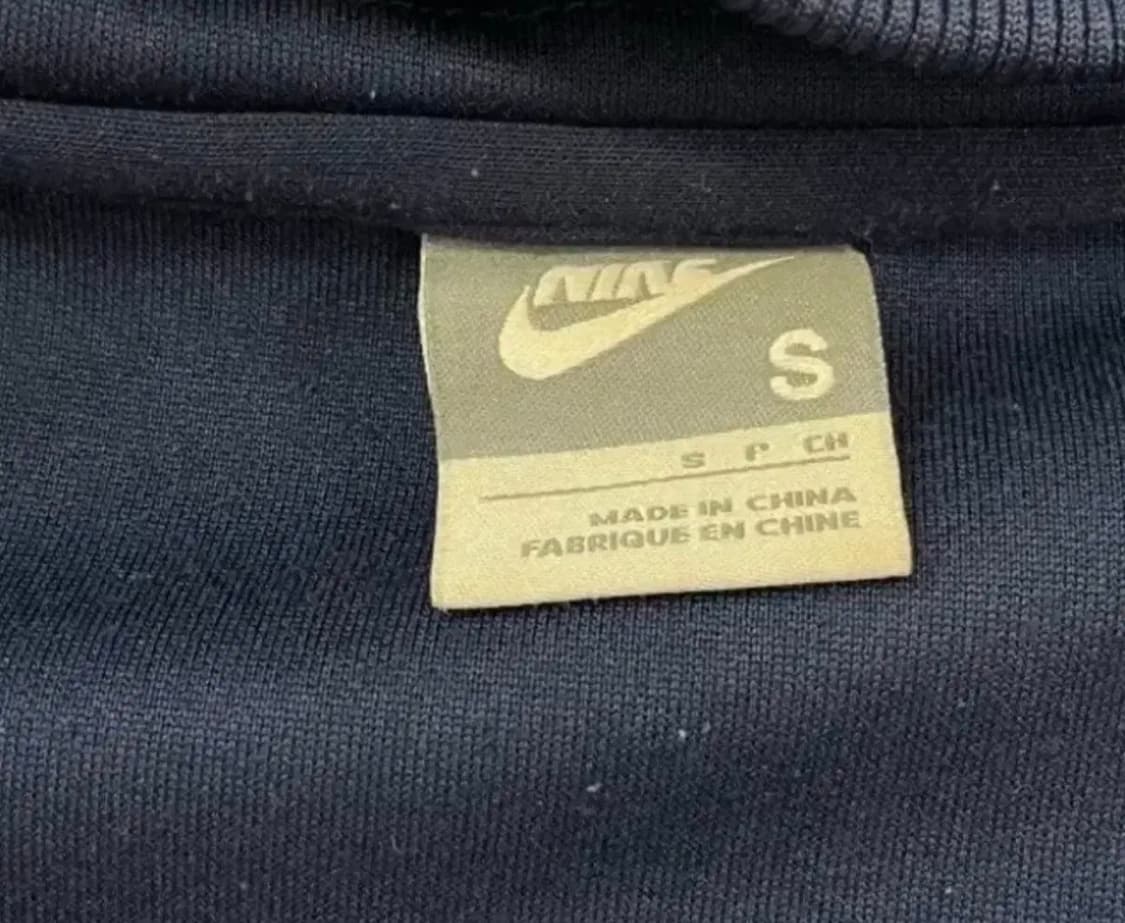 NIKE
S
S P CH
MADE IN CHINA
FABRIQUE EN CHINE